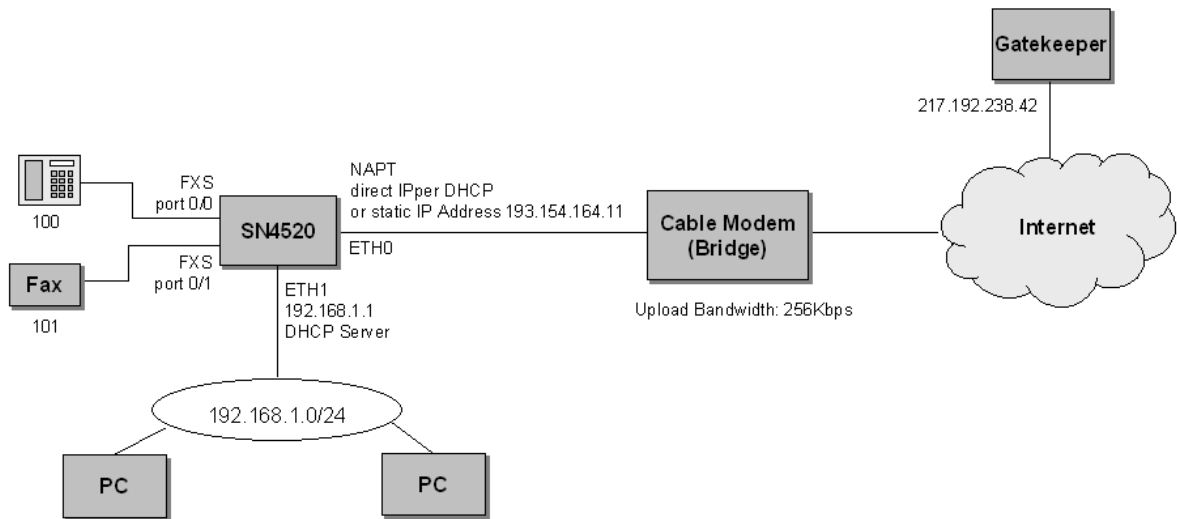 Gatekeeper
217.192.238.42
Internet
NAPT
direct IPper DHCP
or static IP Address 193.154.164.11
ETH0
Cable Modem
(Bridge)
Upload Bandwidth: 256Kbps
FXS
port 0/0
100
SN4520
Fax
101
FXS
port 0/1
ETH1
192.168.1.1
DHCP Server
192.168.1.0/24
PC
PC